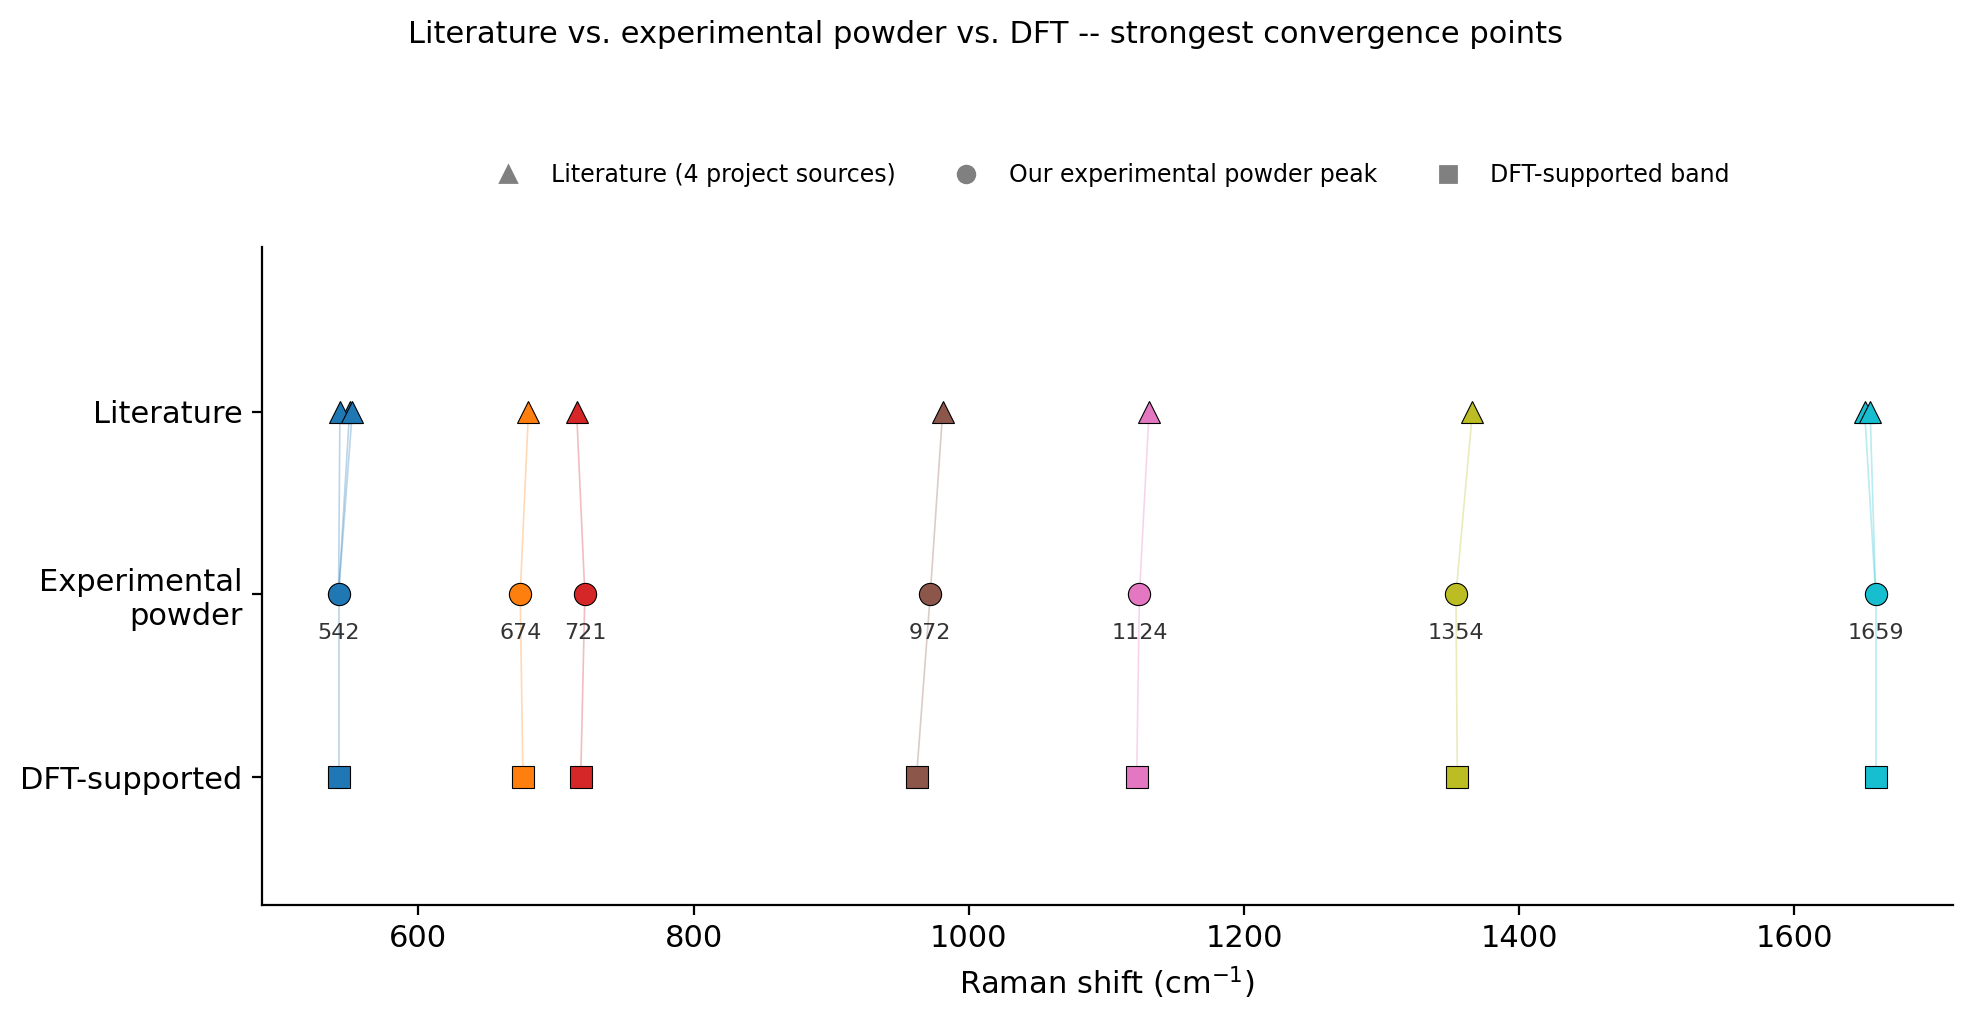 Literature vs. experimental powder vs. DFT -- strongest convergence points
Literature (4 project sources)
Our experimental powder peak
DFT-supported band
Literature
Experimental
powder
DFT-supported
542
674
721
972
1124
1354
1659
600
800
1000
1200
1400
1600
Raman shift (cm⁻¹)